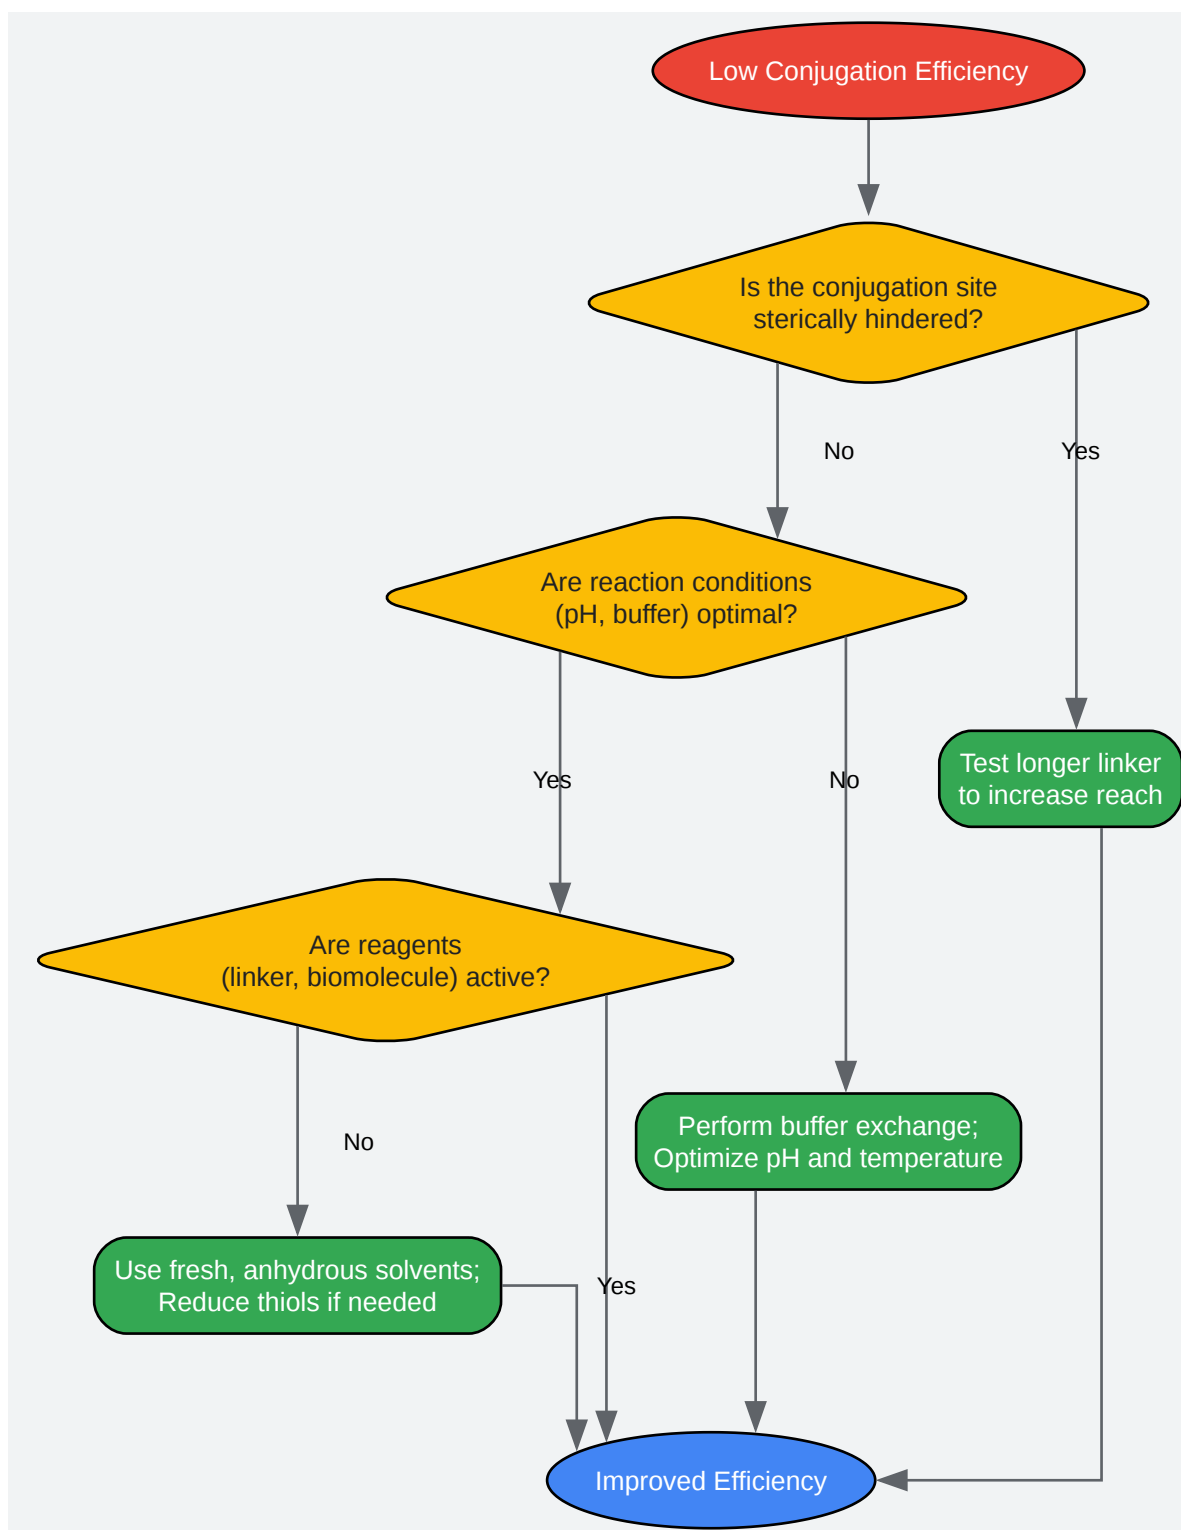 Low Conjugation Efficiency
Is the conjugation site
sterically hindered?
No
Yes
Are reaction conditions
(pH, buffer) optimal?
Yes
No
Test longer linker
to increase reach
Are reagents
(linker, biomolecule) active?
No
Perform buffer exchange;
Optimize pH and temperature
Use fresh, anhydrous solvents;
Reduce thiols if needed
Yes
Improved Efficiency